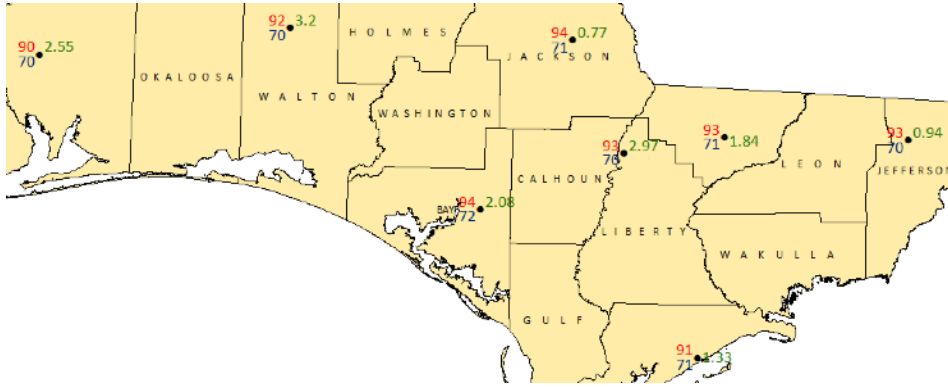 92 3.2
70
HOLMES
94 0.77
71
JACKSON
90 2.55
70
OKALOOSA
WALTON
WASHINGTON
93
71 1.84
93 0.94
70
93 2.97
70
LEON
JEFFERSON
CALHOUN
94 2.08
BAY
72
LIBERTY
WAKULLA
GULF
91
71 1.33